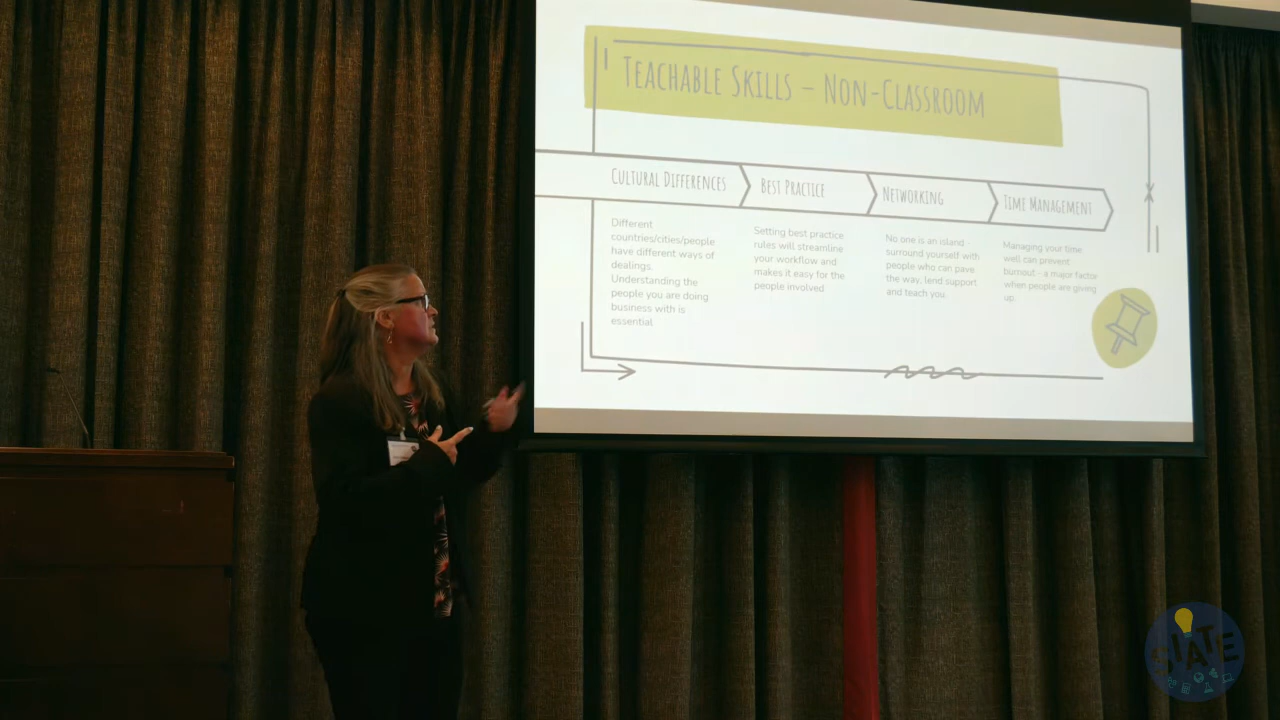 TEACHABLE SKILLS – NON-CLASSROOM
CULTURAL DIFFERENCES
Different
countries/cities/people
have different ways of
dealings.
Understanding the
people you are doing
business with is
essential
BEST PRACTICE
Setting best practice
rules will streamline
your workflow and
makes it easy for the
people involved
NETWORKING
No one is an island -
surround yourself with
people who can pave
the way, lend support
and teach you.
TIME MANAGEMENT
Managing your time
well can prevent
burnout - a major factor
when people are giving
up.
SIATE